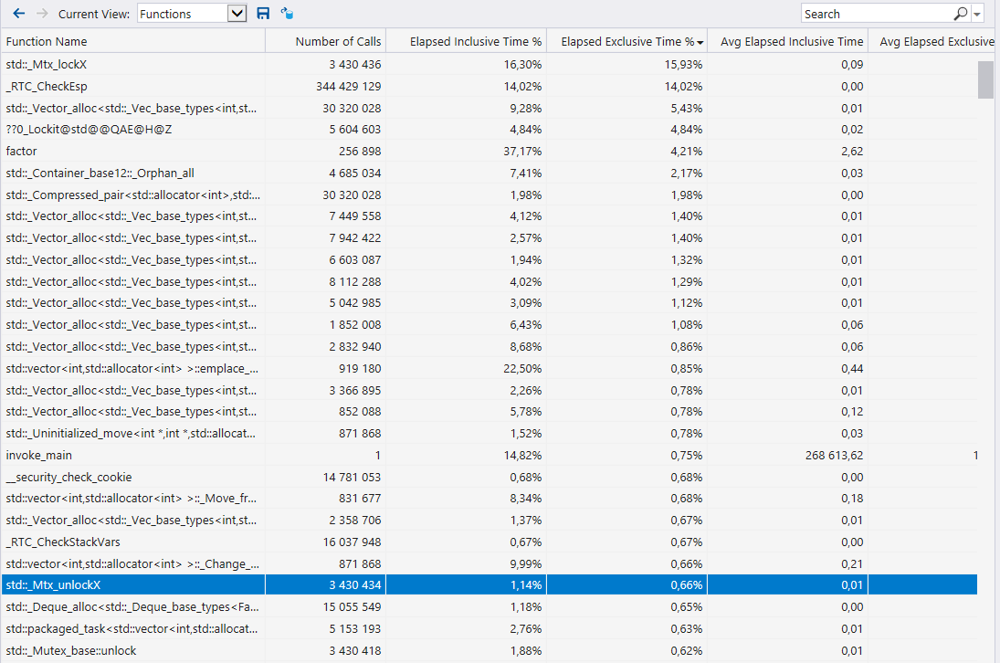 Current View: Functions Search
Function Name Number of Calls Elapsed Inclusive Time % Elapsed Exclusive Time % Avg Elapsed Inclusive Time Avg Elapsed Exclusive
std::_Mtx_lockX 3 430 436 16,30% 15,93% 0,09
_RTC_CheckEsp 344 429 129 14,02% 14,02% 0,00
std::_Vector_alloc<std::_Vec_base_types<int,st... 30 320 028 9,28% 5,43% 0,01
??0_Lockit@std@@QAE@H@Z 5 604 603 4,84% 4,84% 0,02
factor 256 898 37,17% 4,21% 2,62
std::_Container_base12::_Orphan_all 4 685 034 7,41% 2,17% 0,03
std::_Compressed_pair<std::allocator<int>,std:... 30 320 028 1,98% 1,98% 0,00
std::_Vector_alloc<std::_Vec_base_types<int,st... 7 449 558 4,12% 1,40% 0,01
std::_Vector_alloc<std::_Vec_base_types<int,st... 7 942 422 2,57% 1,40% 0,01
std::_Vector_alloc<std::_Vec_base_types<int,st... 6 603 087 1,94% 1,32% 0,01
std::_Vector_alloc<std::_Vec_base_types<int,st... 8 112 288 4,02% 1,29% 0,01
std::_Vector_alloc<std::_Vec_base_types<int,st... 5 042 985 3,09% 1,12% 0,01
std::_Vector_alloc<std::_Vec_base_types<int,st... 1 852 008 6,43% 1,08% 0,06
std::_Vector_alloc<std::_Vec_base_types<int,st... 2 832 940 8,68% 0,86% 0,06
std::vector<int,std::allocator<int> >::emplace_... 919 180 22,50% 0,85% 0,44
std::_Vector_alloc<std::_Vec_base_types<int,st... 3 366 895 2,26% 0,78% 0,01
std::_Vector_alloc<std::_Vec_base_types<int,st... 852 088 5,78% 0,78% 0,12
std::_Uninitialized_move<int *,int *,std::allocat... 871 868 1,52% 0,78% 0,03
invoke_main 1 14,82% 0,75% 268 613,62 1
__security_check_cookie 14 781 053 0,68% 0,68% 0,00
std::vector<int,std::allocator<int> >::_Move_fr... 831 677 8,34% 0,68% 0,18
std::_Vector_alloc<std::_Vec_base_types<int,st... 2 358 706 1,37% 0,67% 0,01
_RTC_CheckStackVars 16 037 948 0,67% 0,67% 0,00
std::vector<int,std::allocator<int> >::_Change_... 871 868 9,99% 0,66% 0,21
std::_Mtx_unlockX 3 430 434 1,14% 0,66% 0,01
std::_Deque_alloc<std::_Deque_base_types<Fa... 15 055 549 1,18% 0,65% 0,00
std::packaged_task<std::vector<int,std::allocat... 5 153 193 2,76% 0,63% 0,01
std::_Mutex_base::unlock 3 430 418 1,88% 0,62% 0,01